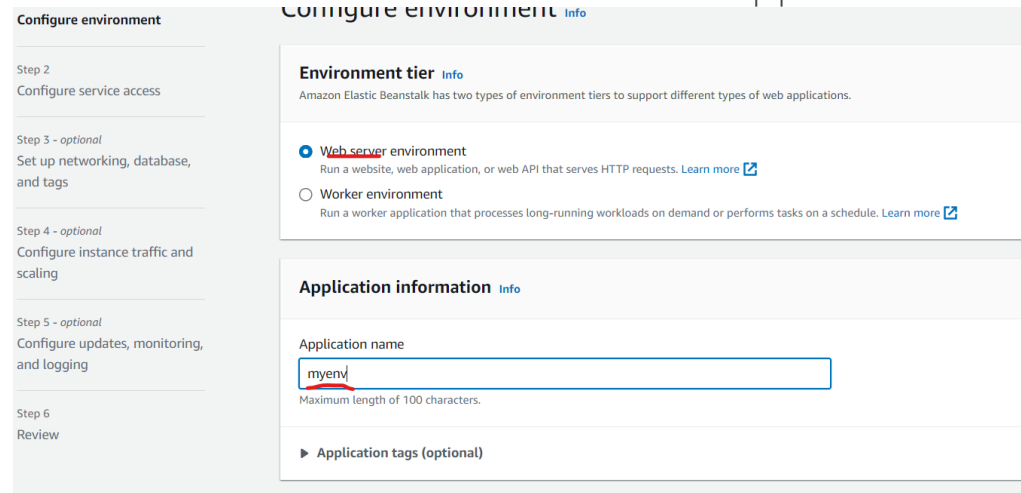 Configure environment
Step 2
Configure service access
Step 3 - optional
Set up networking, database,
and tags
Step 4 - optional
Configure instance traffic and
scaling
Step 5 - optional
Configure updates, monitoring,
and logging
Step 6
Review
Configure environment Info
Environment tier Info
Amazon Elastic Beanstalk has two types of environment tiers to support different types of web applications.
Web server environment
Run a website, web application, or web API that serves HTTP requests. Learn more
Worker environment
Run a worker application that processes long-running workloads on demand or performs tasks on a schedule. Learn more
Application information Info
Application name
myenv
Maximum length of 100 characters.
Application tags (optional)